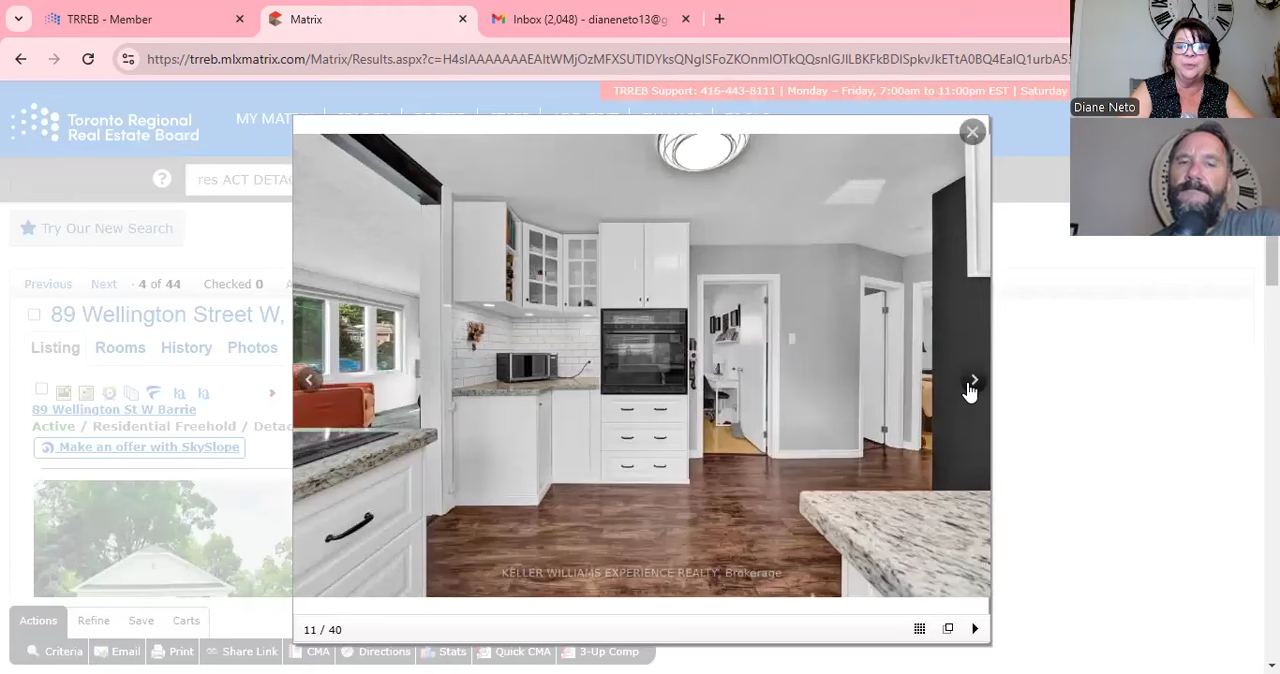 TRREB - Member
Matrix
Inbox (2,048) - dianeneto13@g
https://trreb.mlxmatrix.com/Matrix/Results.aspx?c=
TRREB Support: 416-443-8111 | Monday - Friday, 7:00am to 11:00pm EST | Saturday
Toronto Regional
Real Estate Board
MY MAT
res ACT DETA
Try Our New Search
Previous Next · 4 of 44 Checked 0
89 Wellington Street W,
Listing Rooms History Photos
89 Wellington St W Barrie
Active / Residential Freehold / Detac
Make an offer with SkySlope
KELLER WILLIAMS EXPERIENCE REALTY, Brokerage
11 / 40
Actions Refine Save Carts
Criteria Email Print Share Link CMA Directions Stats Quick CMA 3-Up Comp
Diane Neto